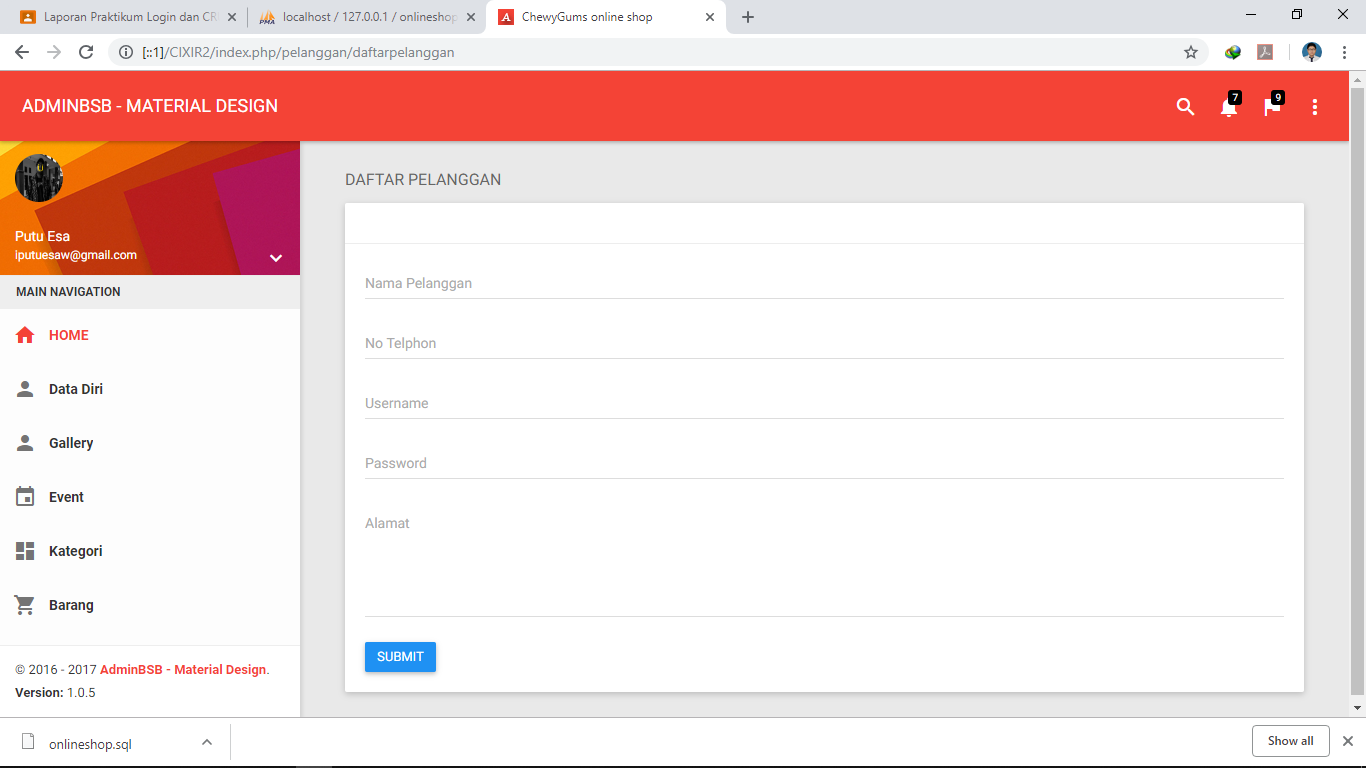 Laporan Praktikum Login dan CR
localhost / 127.0.0.1 / onlineshop
ChewyGums online shop
[::1]/CIXIR2/index.php/pelanggan/daftarpelanggan
ADMINBSB - MATERIAL DESIGN
7
9
Putu Esa
iputuesaw@gmail.com
MAIN NAVIGATION
HOME
Data Diri
Gallery
Event
Kategori
Barang
© 2016 - 2017 AdminBSB - Material Design.
Version: 1.0.5
DAFTAR PELANGGAN
Nama Pelanggan
No Telphon
Username
Password
Alamat
SUBMIT
onlineshop.sql
Show all